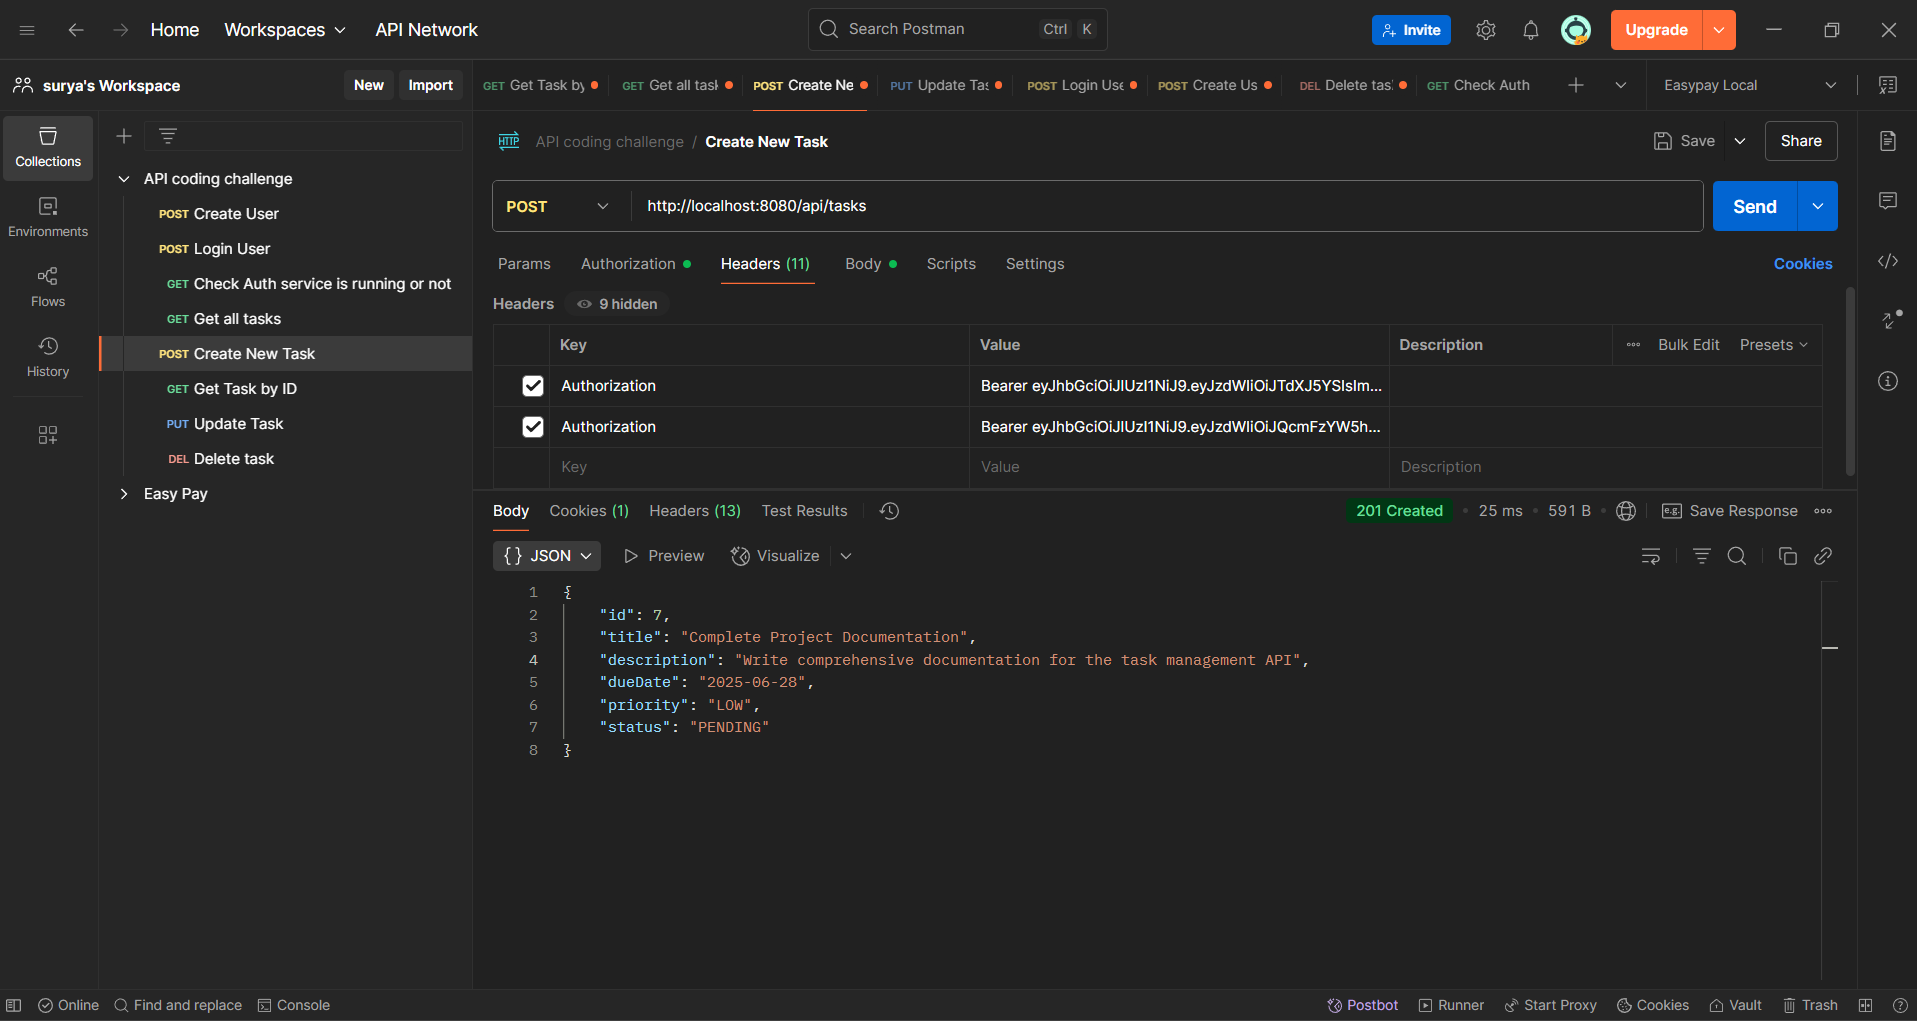 Home Workspaces API Network Search Postman Ctrl K Invite Upgrade
surya's Workspace New Import
GET Get Task by GET Get all task POST Create Ne PUT Update Tas POST Login Use POST Create Us DEL Delete tas GET Check Auth Easypay Local
Collections
Environments
Flows
History
API coding challenge
POST Create User
POST Login User
GET Check Auth service is running or not
GET Get all tasks
POST Create New Task
GET Get Task by ID
PUT Update Task
DEL Delete task
Easy Pay
HTTP API coding challenge / Create New Task Save Share
POST http://localhost:8080/api/tasks Send
Params Authorization Headers (11) Body Scripts Settings Cookies
Headers 9 hidden
Key Value Description Bulk Edit Presets
Authorization Bearer eyJhbGciOiJIUzI1NiJ9.eyJzdWIiOiJTdXJ5YSIsIm...
Authorization Bearer eyJhbGciOiJIUzI1NiJ9.eyJzdWIiOiJQcmFzYW5h...
Key Value Description
Body Cookies (1) Headers (13) Test Results 201 Created 25 ms 591 B e.g. Save Response
{} JSON Preview Visualize
1 {
2 "id": 7,
3 "title": "Complete Project Documentation",
4 "description": "Write comprehensive documentation for the task management API",
5 "dueDate": "2025-06-28",
6 "priority": "LOW",
7 "status": "PENDING"
8 }
Online Find and replace Console Postbot Runner Start Proxy Cookies Vault Trash